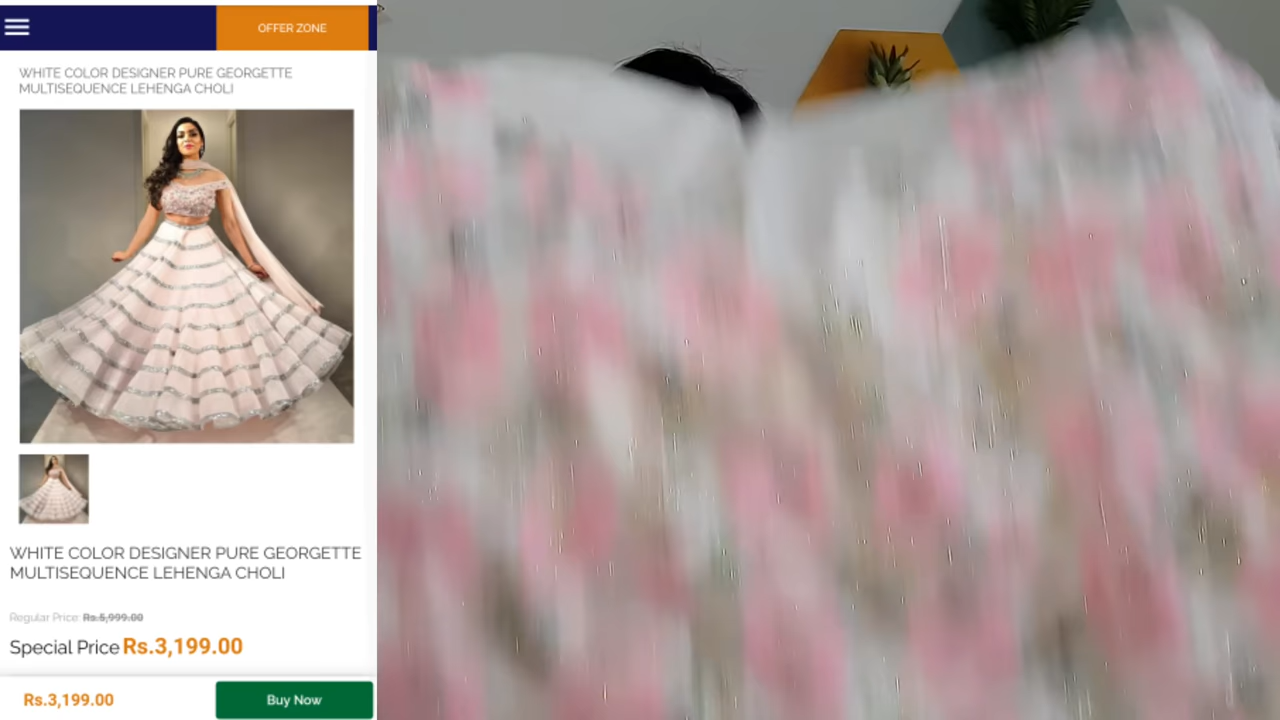 OFFER ZONE
WHITE COLOR DESIGNER PURE GEORGETTE
MULTISEQUENCE LEHENGA CHOLI
WHITE COLOR DESIGNER PURE GEORGETTE
MULTISEQUENCE LEHENGA CHOLI
Regular Price: Rs.5,999.00
Special Price Rs.3,199.00
Rs.3,199.00 Buy Now